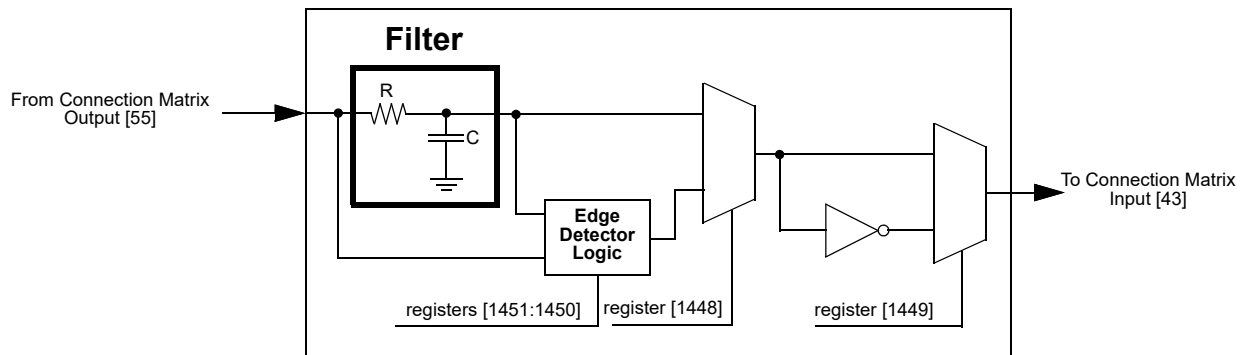 Filter
R
From Connection Matrix
Output [55]
C
To Connection Matrix
Input [43]
Edge
Detector
Logic
registers [1451:1450]
register [1448]
register [1449]